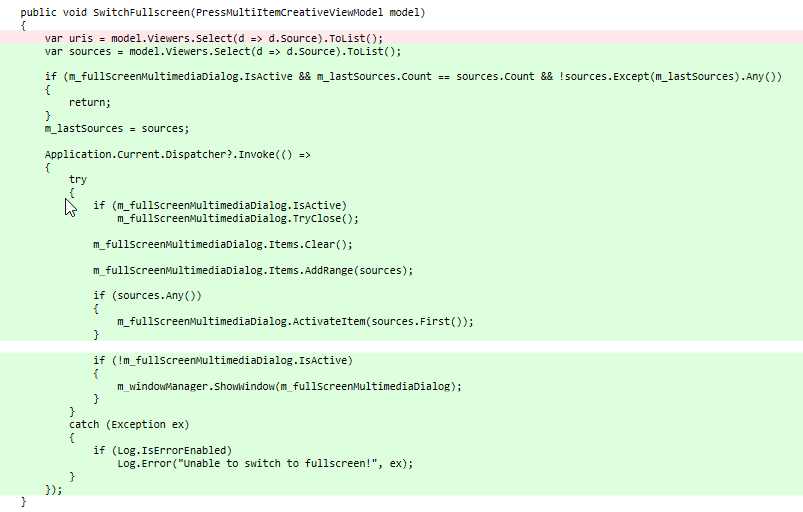 public void SwitchFullscreen(PressMultiItemCreativeViewModel model)
{
    var uris = model.Viewers.Select(d => d.Source).ToList();
    var sources = model.Viewers.Select(d => d.Source).ToList();

    if (m_fullScreenMultimediaDialog.IsActive && m_lastSources.Count == sources.Count && !sources.Except(m_lastSources).Any())
    {
        return;
    }
    m_lastSources = sources;

    Application.Current.Dispatcher?.Invoke(() =>
    {
        try
        {
            if (m_fullScreenMultimediaDialog.IsActive)
                m_fullScreenMultimediaDialog.TryClose();

            m_fullScreenMultimediaDialog.Items.Clear();

            m_fullScreenMultimediaDialog.Items.AddRange(sources);

            if (sources.Any())
            {
                m_fullScreenMultimediaDialog.ActivateItem(sources.First());
            }

            if (!m_fullScreenMultimediaDialog.IsActive)
            {
                m_windowManager.ShowWindow(m_fullScreenMultimediaDialog);
            }
        }
        catch (Exception ex)
        {
            if (Log.IsErrorEnabled)
                Log.Error("Unable to switch to fullscreen!", ex);
        }
    });
}